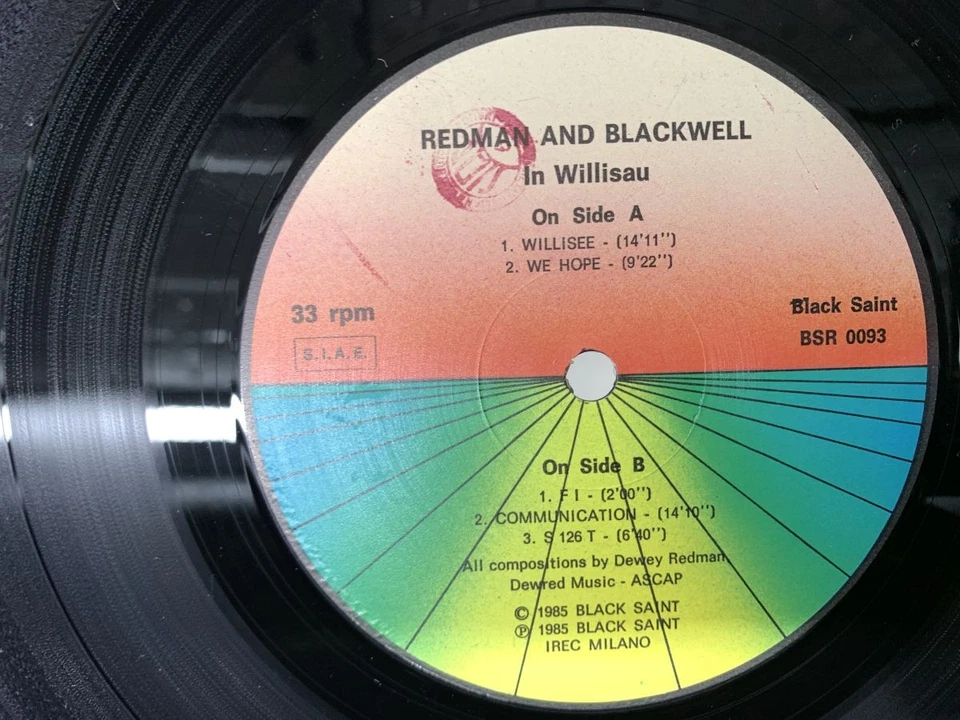 REDMAN AND BLACKWELL
In Willisau
On Side A
1. WILLISEE - (14'11'')
2. WE HOPE - (9'22'')
33 rpm
S.I.A.E.
Black Saint
BSR 0093
On Side B
1. F I - (2'00'')
2. COMMUNICATION - (14'10'')
3. S 126 T - (6'40'')
All compositions by Dewey Redman
Dewred Music - ASCAP
© 1985 BLACK SAINT
℗ 1985 BLACK SAINT
IREC MILANO